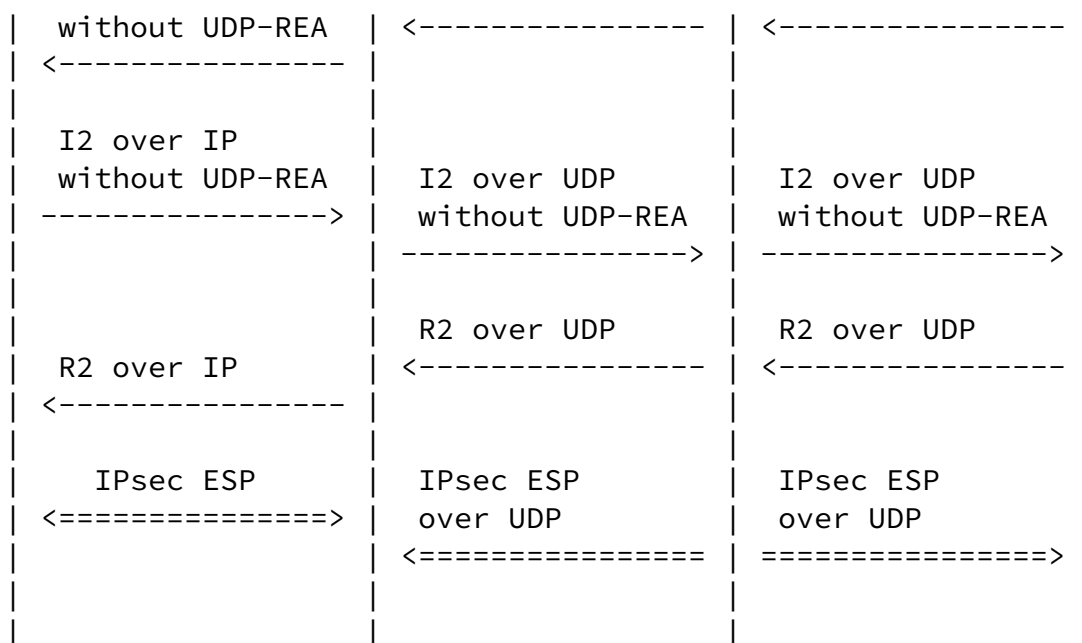 | without UDP-REA | <---------------- | <----------------
| <---------------- | |
| | |
| I2 over IP | |
| without UDP-REA | I2 over UDP | I2 over UDP
| ----------------> | without UDP-REA | without UDP-REA
| | ----------------> | ---------------->
| | |
| | R2 over UDP | R2 over UDP
| R2 over IP | <---------------- | <----------------
| <---------------- | |
| | |
| IPsec ESP | IPsec ESP | IPsec ESP
| <===============> | over UDP | over UDP
| | <================ | ================>
| | |
| | |